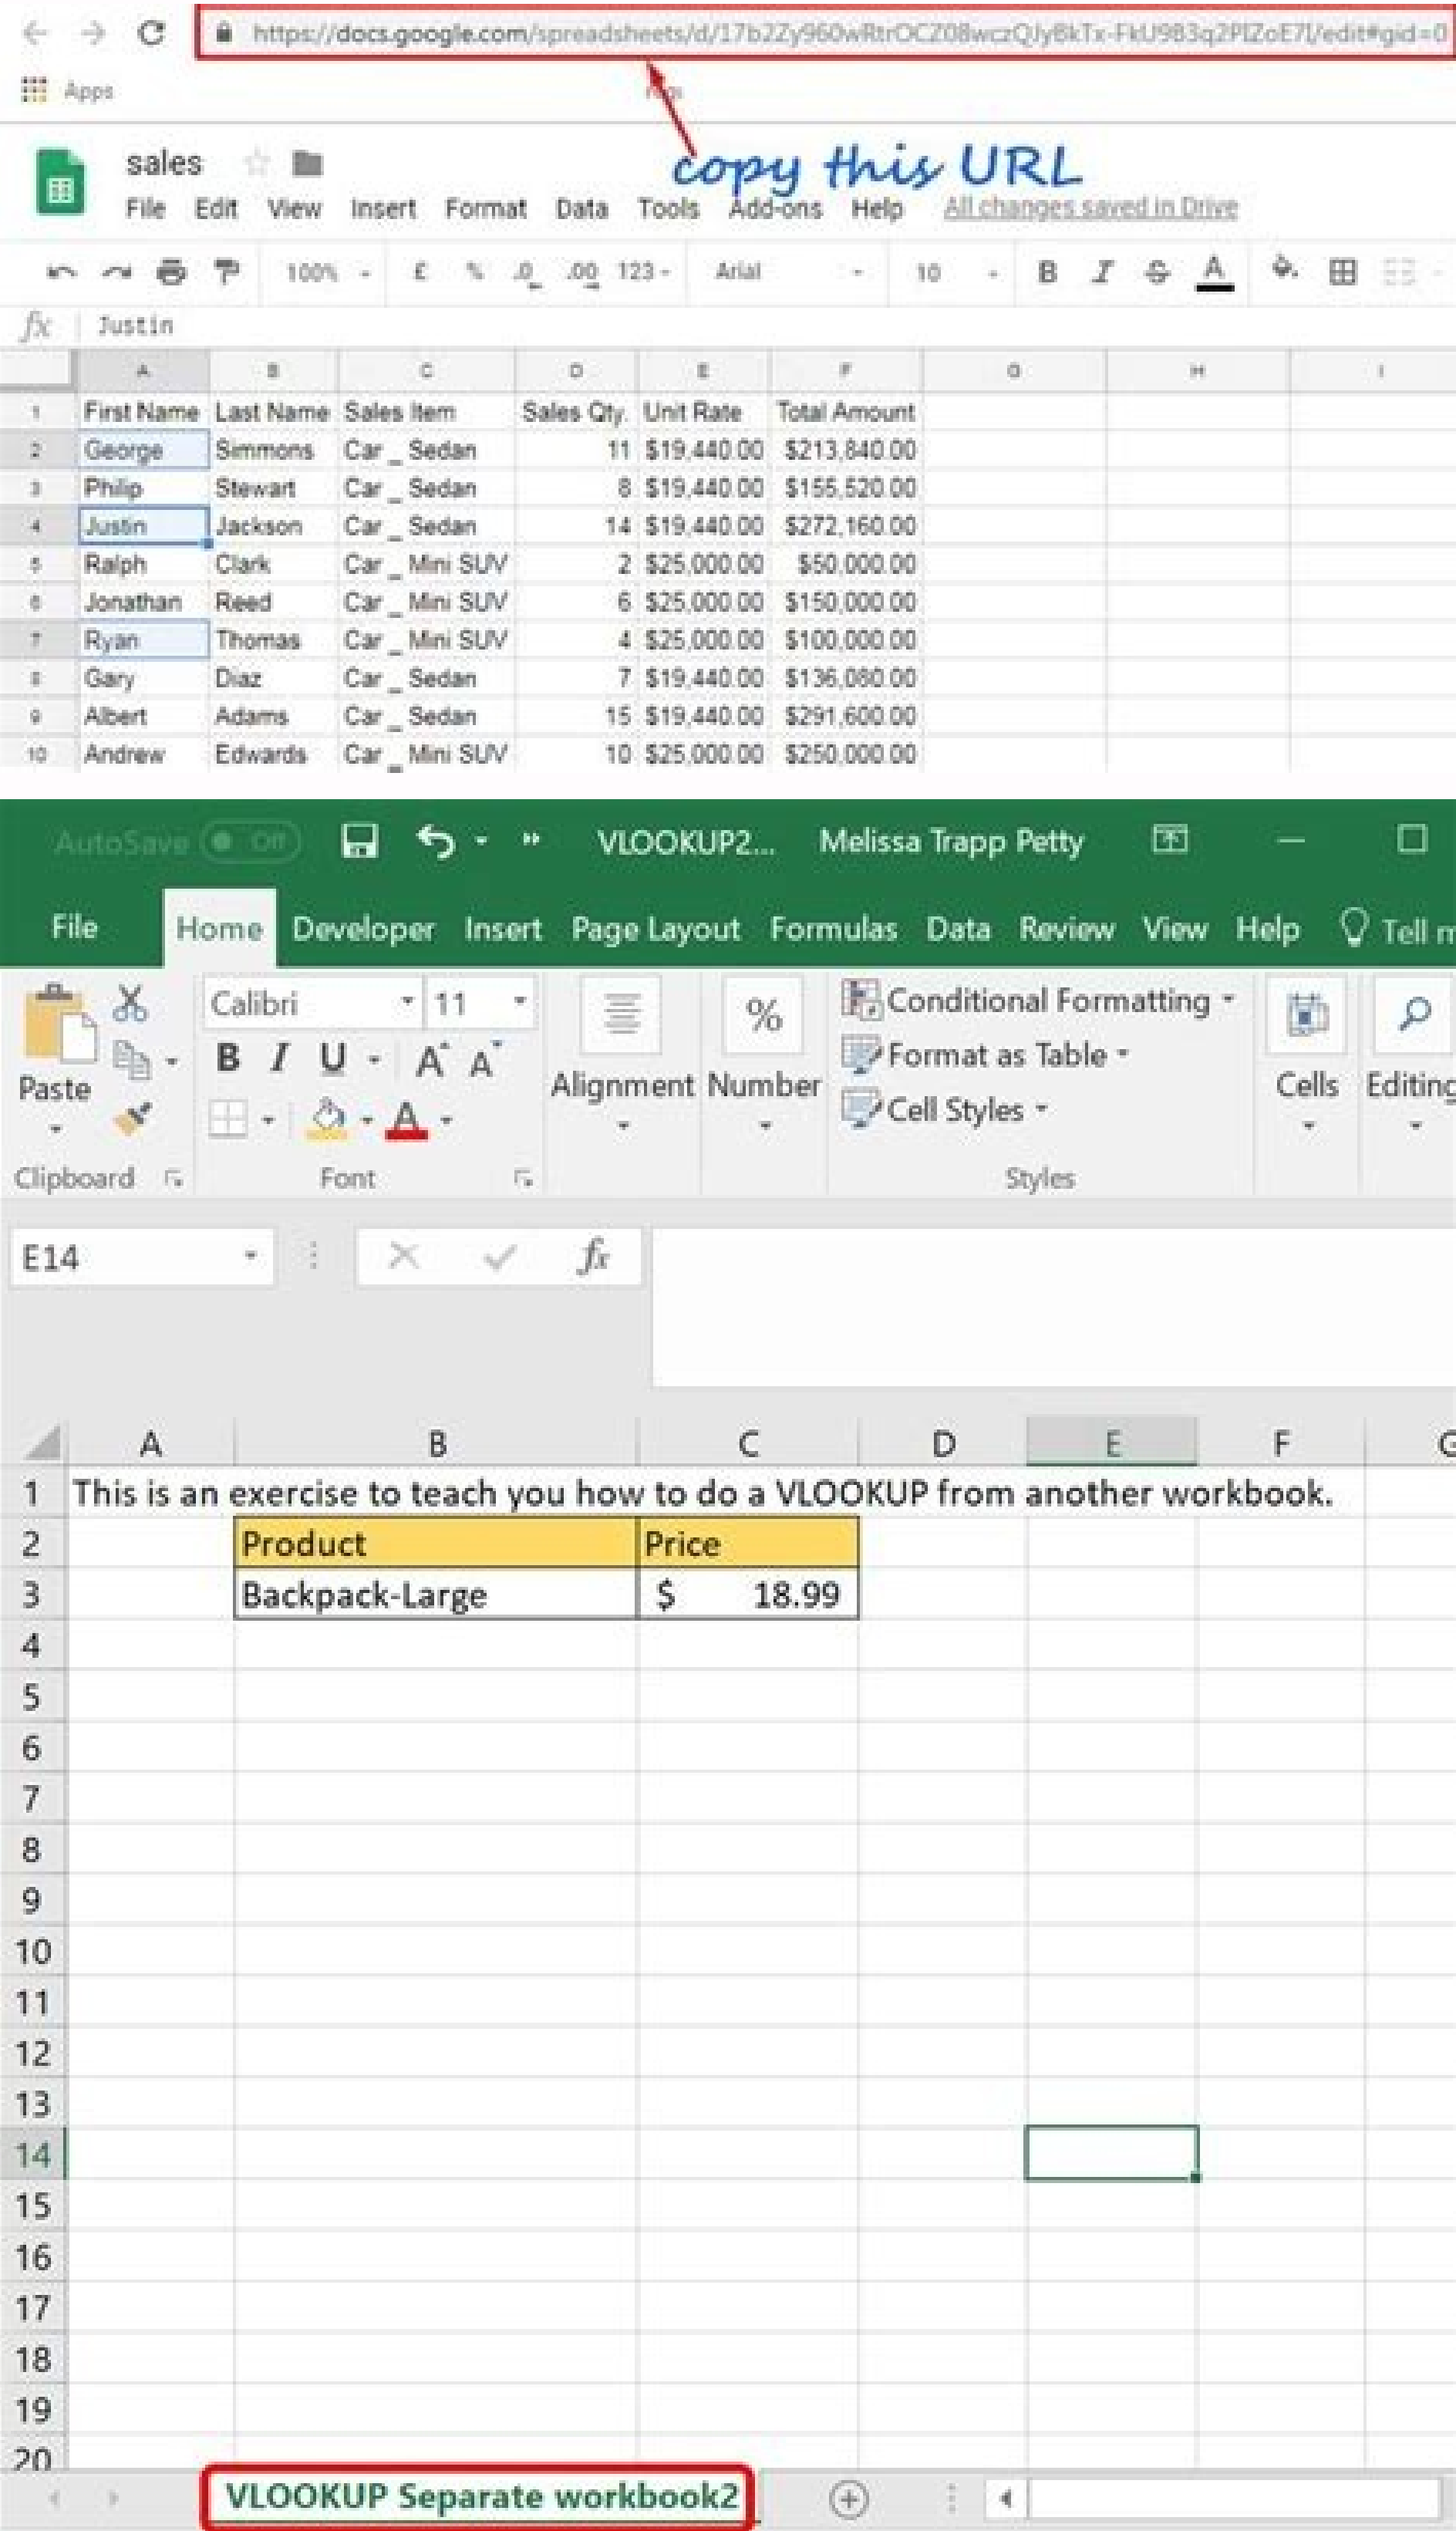 https://docs.google.com/spreadsheets/d/17b2Zy960wRtrOCZ08wczQJyBkTx-FkU9B3q2PlZoE7I/edit#gid=0
Apps
sales
copy this URL
File Edit View Insert Format Data Tools Add-ons Help All changes saved in Drive
100% £ % .0 .00 123 Arial 10 B I S A
fx Justin
A B C D E F G H I
1 First Name Last Name Sales Item Sales Qty. Unit Rate Total Amount
2 George Simmons Car _ Sedan 11 $19,440.00 $213,840.00
3 Philip Stewart Car _ Sedan 8 $19,440.00 $155,520.00
4 Justin Jackson Car _ Sedan 14 $19,440.00 $272,160.00
5 Ralph Clark Car _ Mini SUV 2 $25,000.00 $50,000.00
6 Jonathan Reed Car _ Mini SUV 6 $25,000.00 $150,000.00
7 Ryan Thomas Car _ Mini SUV 4 $25,000.00 $100,000.00
8 Gary Diaz Car _ Sedan 7 $19,440.00 $136,080.00
9 Albert Adams Car _ Sedan 15 $19,440.00 $291,600.00
10 Andrew Edwards Car _ Mini SUV 10 $25,000.00 $250,000.00
AutoSave Off VLOOKUP2... Melissa Trapp Petty
File Home Developer Insert Page Layout Formulas Data Review View Help Tell m
Calibri 11 % Conditional Formatting
Paste B I U A A Alignment Number Format as Table Cells Editing
A Cell Styles
Clipboard Font Styles
E14 fx
A B C D E F G
1 This is an exercise to teach you how to do a VLOOKUP from another workbook.
2 Product Price
3 Backpack-Large $ 18.99
4
5
6
7
8
9
10
11
12
13
14
15
16
17
18
19
20
VLOOKUP Separate workbook2